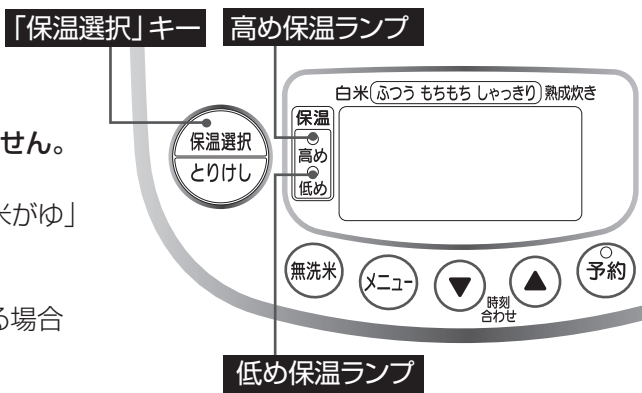 「保温選択」キー
高め保温ランプ
せん。
米がゆ」
る場合
白米 ふつう もちもち しゃっきり 熟成炊き
保温
高め
低め
保温選択
とりけし
無洗米
メニュー
▼
▲
時刻
合わせ
予約
低め保温ランプ